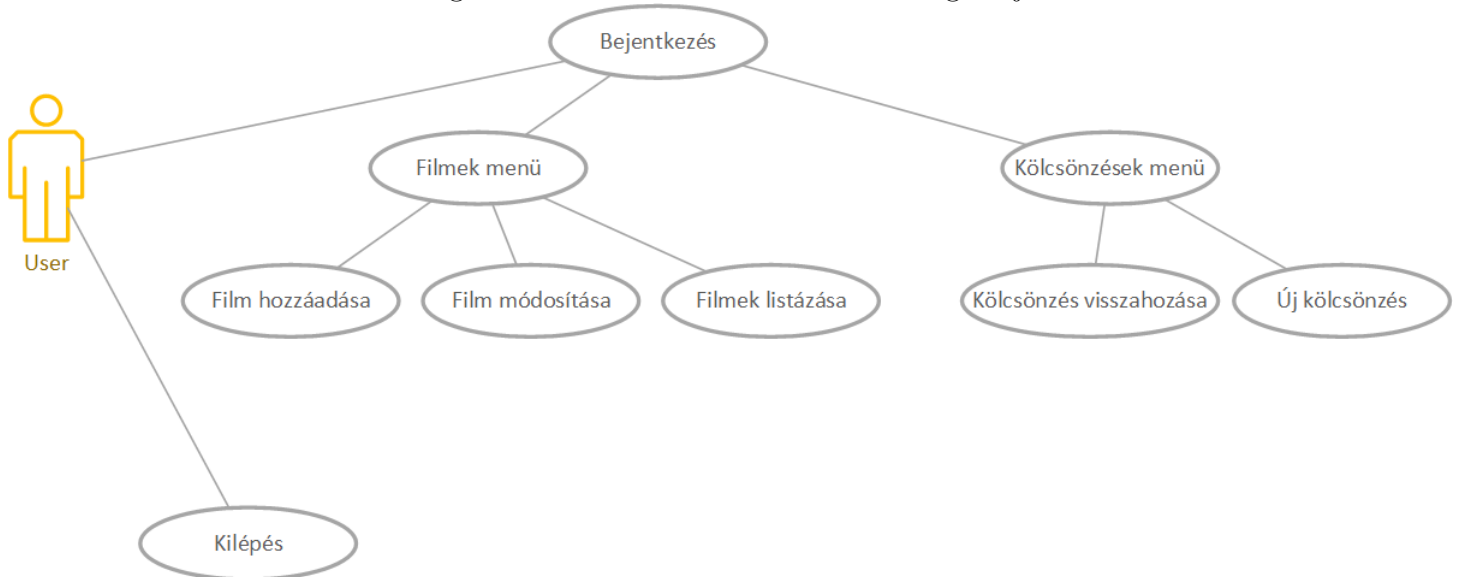 Bejentkezés
Filmek menü
Kölcsönzések menü
User
Film hozzáadása
Film módosítása
Filmek listázása
Kölcsönzés visszahozása
Új kölcsönzés
Kilépés